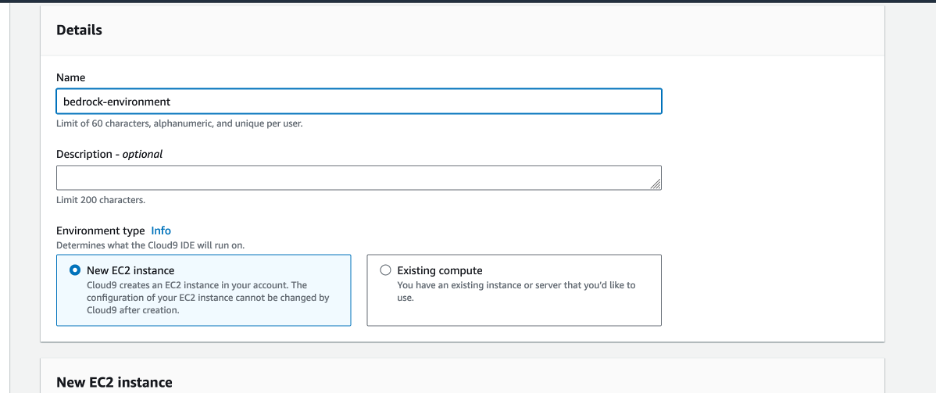 Details
Name
bedrock-environment
Limit of 60 characters, alphanumeric, and unique per user.
Description - optional
Limit 200 characters.
Environment type Info
Determines what the Cloud9 IDE will run on.
New EC2 instance
Cloud9 creates an EC2 instance in your account. The
configuration of your EC2 instance cannot be changed by
Cloud9 after creation.
Existing compute
You have an existing instance or server that you'd like to
use.
New EC2 instance